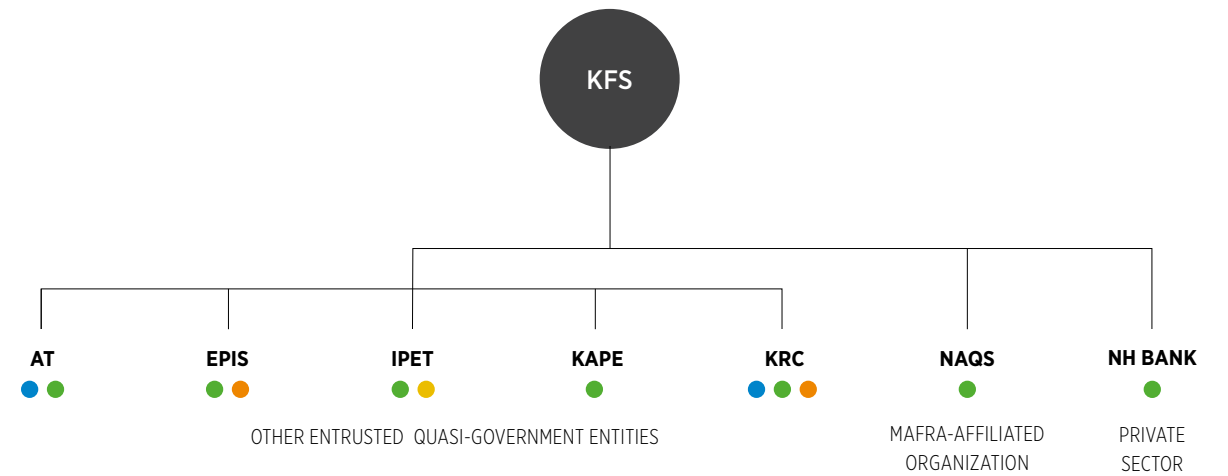 KFS
AT
EPIS
IPET
KAPE
KRC
NAQS
NH BANK
OTHER ENTRUSTED QUASI-GOVERNMENT ENTITIES
MAFRA-AFFILIATED
ORGANIZATION
PRIVATE
SECTOR